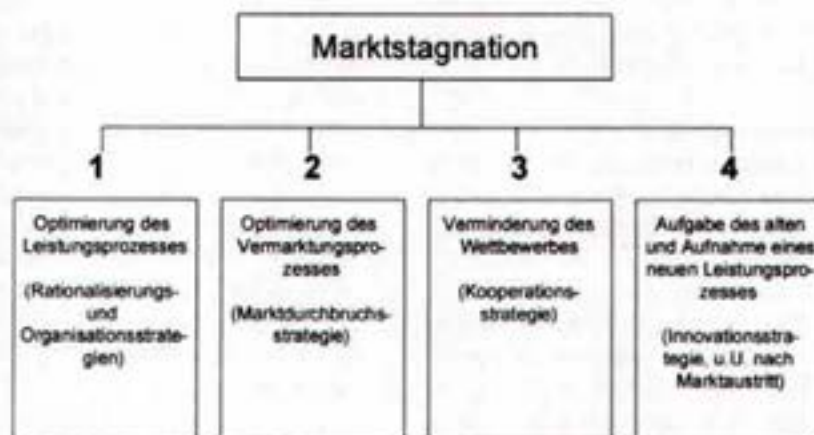 Marktstagnation
1
2
3
4
Optimierung des
Leistungsprozesses
(Rationalisierungs-
und
Organisationsstrate-
gien)
Optimierung des
Vermarktungspro-
zesses
(Marktdurchbruchs-
strategie)
Verminderung des
Wettbewerbes
(Kooperations-
strategie)
Aufgabe des alten
und Aufnahme eines
neuen Leistungspro-
zesses
(Innovationsstra-
tegie, u.U. nach
Marktaustritt)